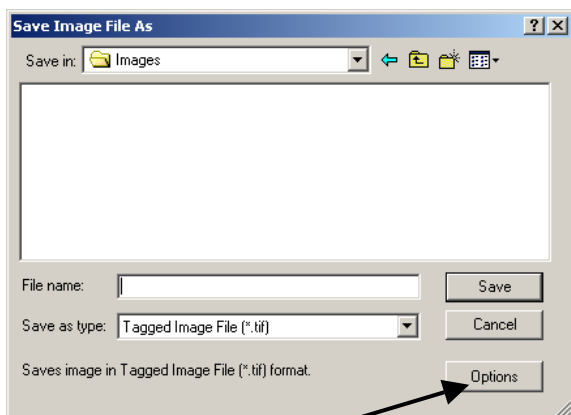 Save Image File As
Save in: Images
File name:
Save
Save as type: Tagged Image File (*.tif)
Cancel
Saves image in Tagged Image File (*.tif) format.
Options